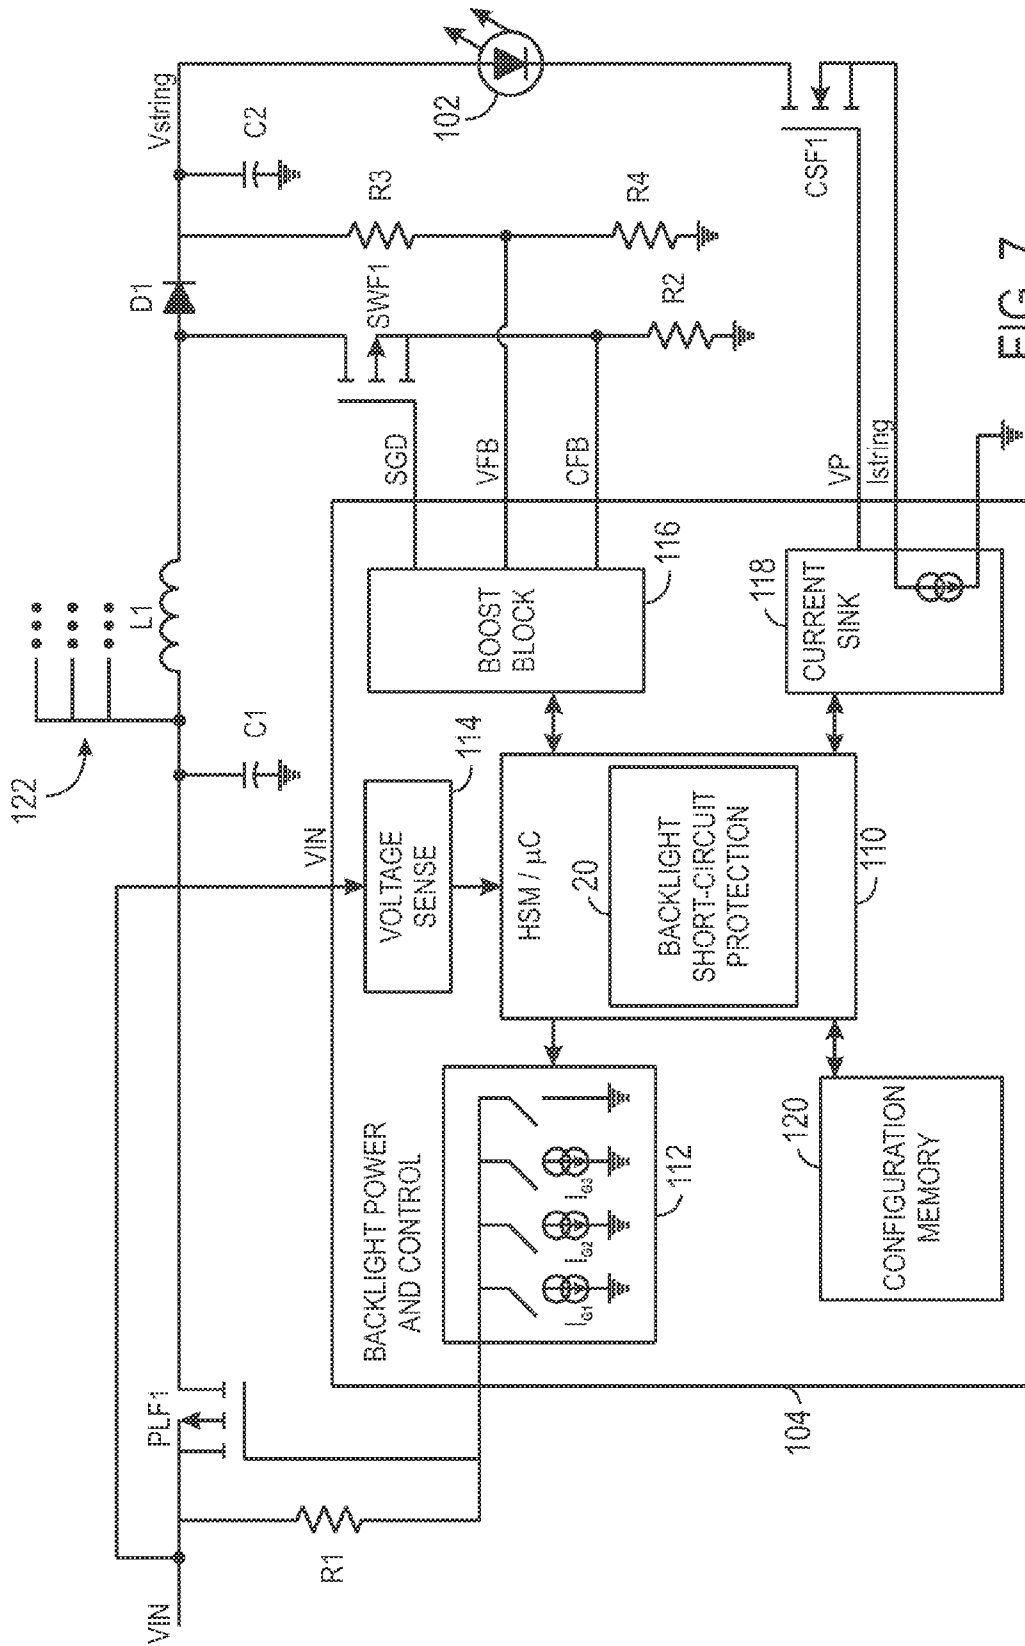 122
VIN
PLF1
C1
L1
D1
Vstring
C2
R1
VIN
SWF1
R3
102
BACKLIGHT POWER
AND CONTROL
VOLTAGE
SENSE
114
BOOST
BLOCK
116
SGD
VFB
CFB
R2
R4
IG1
IG2
IG3
112
HSM / µC
20
BACKLIGHT
SHORT-CIRCUIT
PROTECTION
110
CURRENT
SINK
118
VP
Istring
CSF1
104
CONFIGURATION
MEMORY
120
FIG. 7